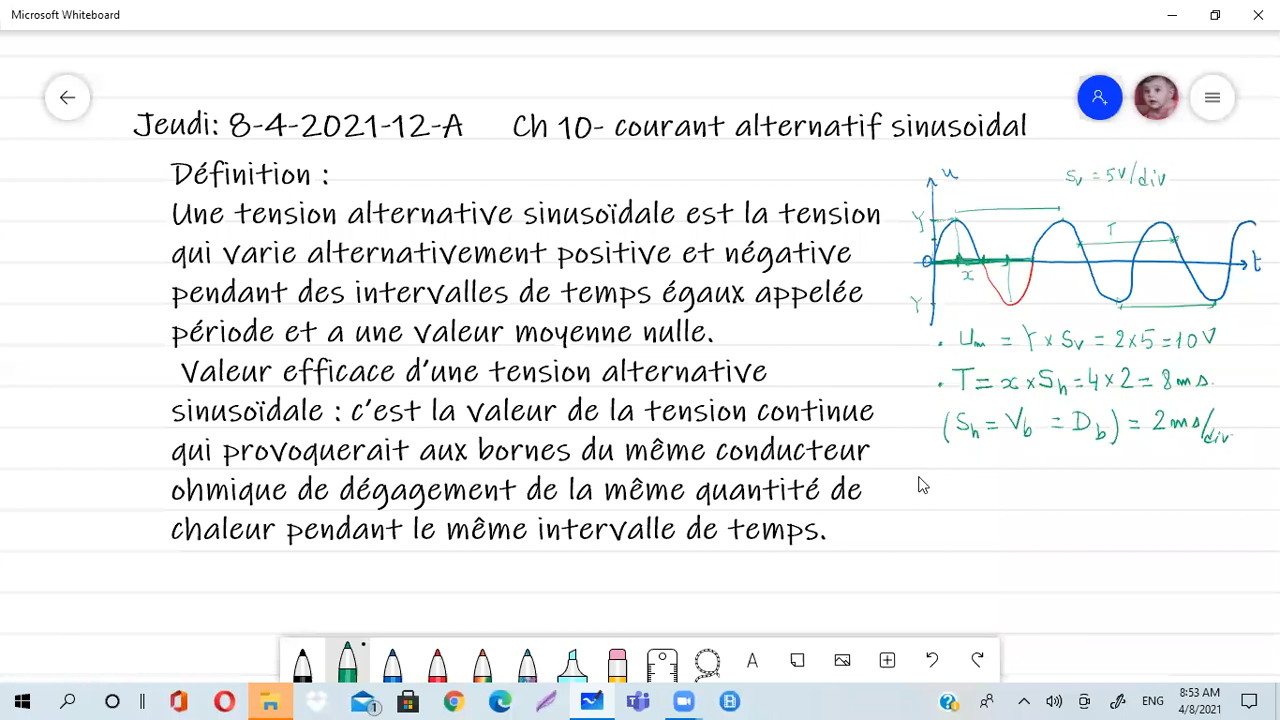 Microsoft Whiteboard
Jeudi: 8-4-2021-12-A Ch 10- courant alternatif sinusoidal
Définition :
Une tension alternative sinusoïdale est la tension
qui varie alternativement positive et négative
pendant des intervalles de temps égaux appelée
période et a une valeur moyenne nulle.
Valeur efficace d'une tension alternative
sinusoïdale : c'est la valeur de la tension continue
qui provoquerait aux bornes du même conducteur
ohmique de dégagement de la même quantité de
chaleur pendant le même intervalle de temps.
u
Sv = 5V/div
Y
T
O
x
t
Y
. Um = Y × Sv = 2×5 = 10 V
. T = x × Sh = 4 × 2 = 8 ms.
(Sh = Vb = Db) = 2 ms/div
A
1
ENG
8:53 AM
4/8/2021